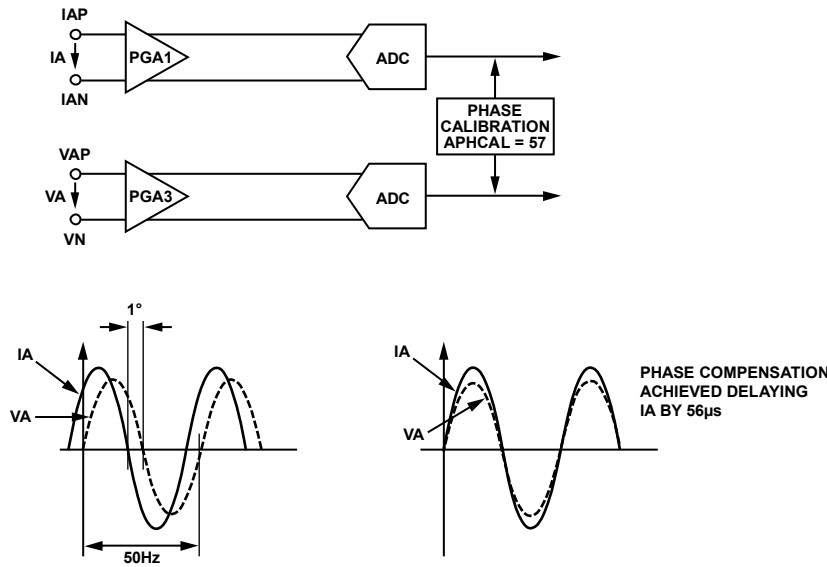 IAP
IA
IAN
PGA1
ADC
PHASE
CALIBRATION
APHCAL = 57
VAP
VA
VN
PGA3
ADC
1°
IA
VA
50Hz
IA
VA
PHASE COMPENSATION
ACHIEVED DELAYING
IA BY 56µs